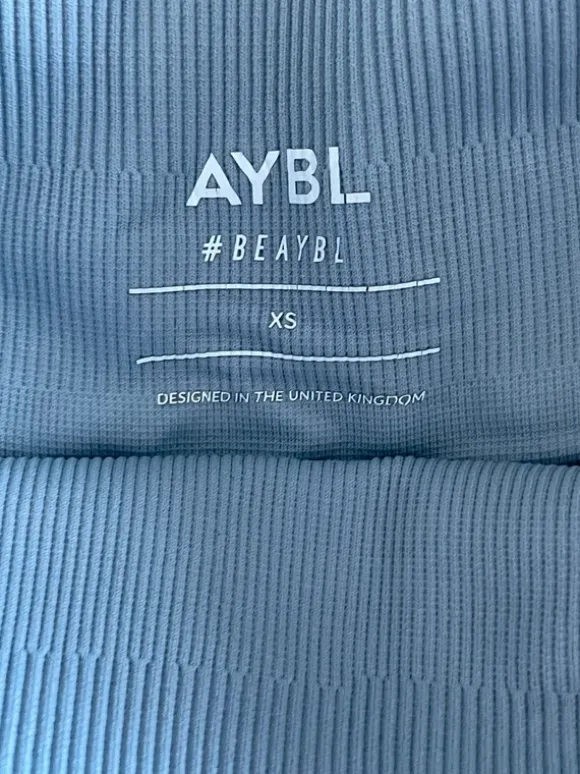 AYBL
#BEAYBL
XS
DESIGNED IN THE UNITED KINGDOM